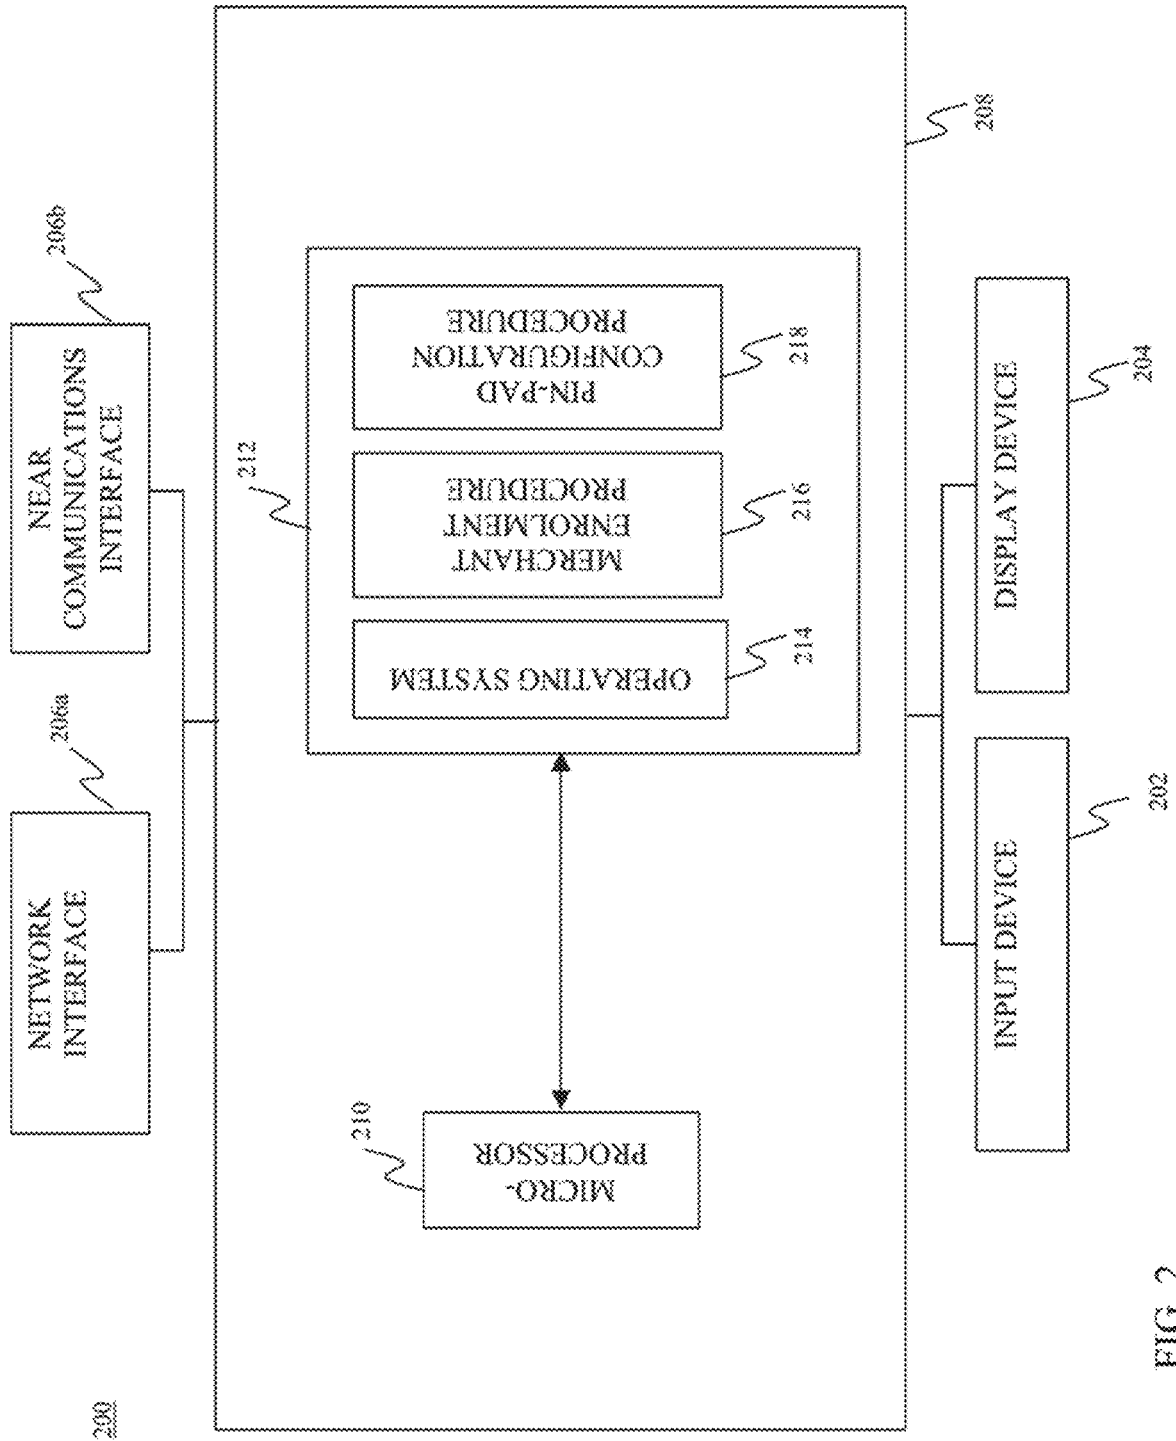 200
206a
206b
NETWORK
INTERFACE
NEAR
COMMUNICATIONS
INTERFACE
212
210
MICRO-
PROCESSOR
OPERATING SYSTEM
214
MERCHANT
ENROLMENT
PROCEDURE
216
PIN-PAD
CONFIGURATION
PROCEDURE
218
208
INPUT DEVICE
202
DISPLAY DEVICE
204
FIG. 2